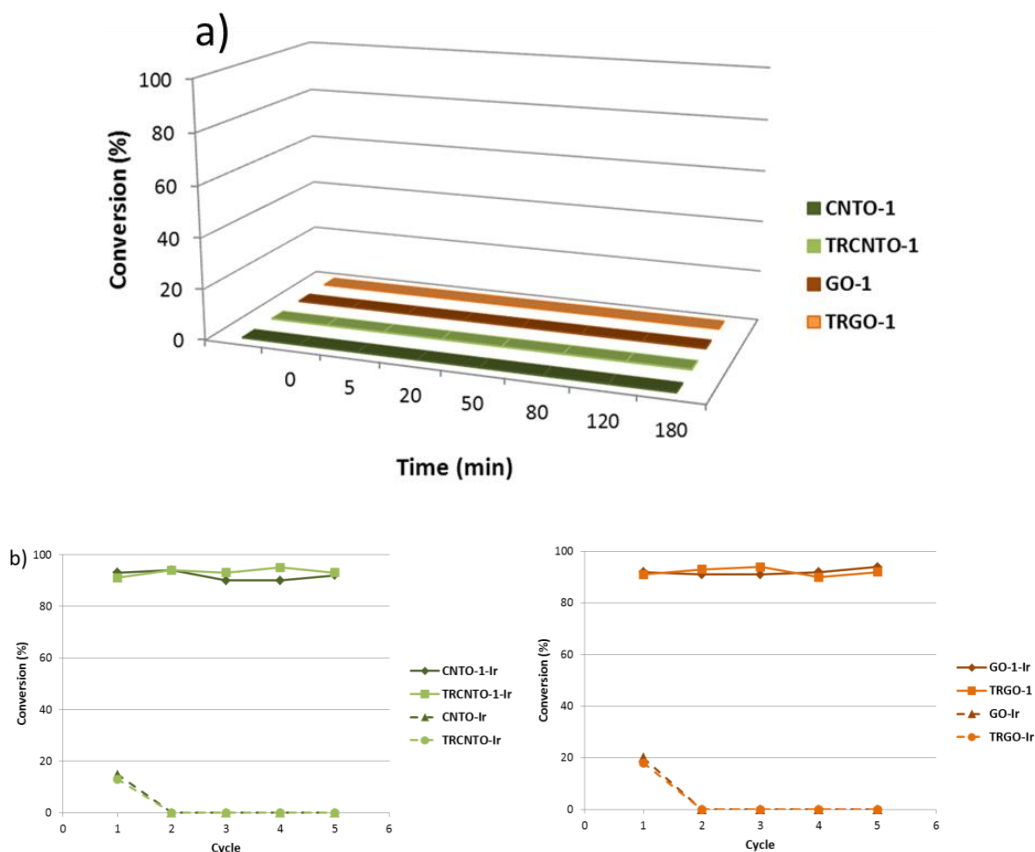 a)
100
80
60
40
20
0
Conversion (%)
0
5
20
50
80
120
180
Time (min)
CNTO-1
TRCNTO-1
GO-1
TRGO-1
b)
100
80
60
40
20
0
Conversion (%)
0
1
2
3
4
5
6
Cycle
CNTO-1-Ir
TRCNTO-1-Ir
CNTO-Ir
TRCNTO-Ir
100
80
60
40
20
0
Conversion (%)
0
1
2
3
4
5
6
Cycle
GO-1-Ir
TRGO-1
GO-Ir
TRGO-Ir